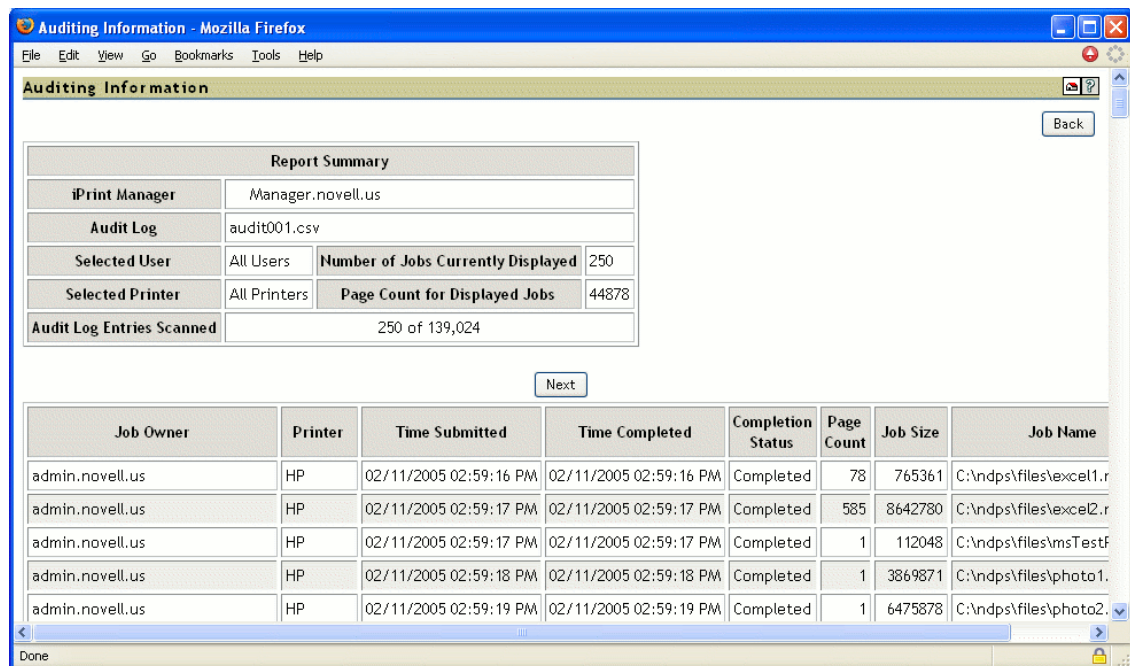 Auditing Information - Mozilla Firefox
File Edit View Go Bookmarks Tools Help
Auditing Information
?
Back
Report Summary
iPrint Manager Manager.novell.us
Audit Log audit001.csv
Selected User All Users Number of Jobs Currently Displayed 250
Selected Printer All Printers Page Count for Displayed Jobs 44878
Audit Log Entries Scanned 250 of 139,024
Next
Job Owner Printer Time Submitted Time Completed Completion Status Page Count Job Size Job Name
admin.novell.us HP 02/11/2005 02:59:16 PM 02/11/2005 02:59:16 PM Completed 78 765361 C:\ndps\files\excel1.
admin.novell.us HP 02/11/2005 02:59:17 PM 02/11/2005 02:59:17 PM Completed 585 8642780 C:\ndps\files\excel2.
admin.novell.us HP 02/11/2005 02:59:17 PM 02/11/2005 02:59:17 PM Completed 1 112048 C:\ndps\files\msTest
admin.novell.us HP 02/11/2005 02:59:18 PM 02/11/2005 02:59:18 PM Completed 1 3869871 C:\ndps\files\photo1.
admin.novell.us HP 02/11/2005 02:59:19 PM 02/11/2005 02:59:19 PM Completed 1 6475878 C:\ndps\files\photo2.
Done